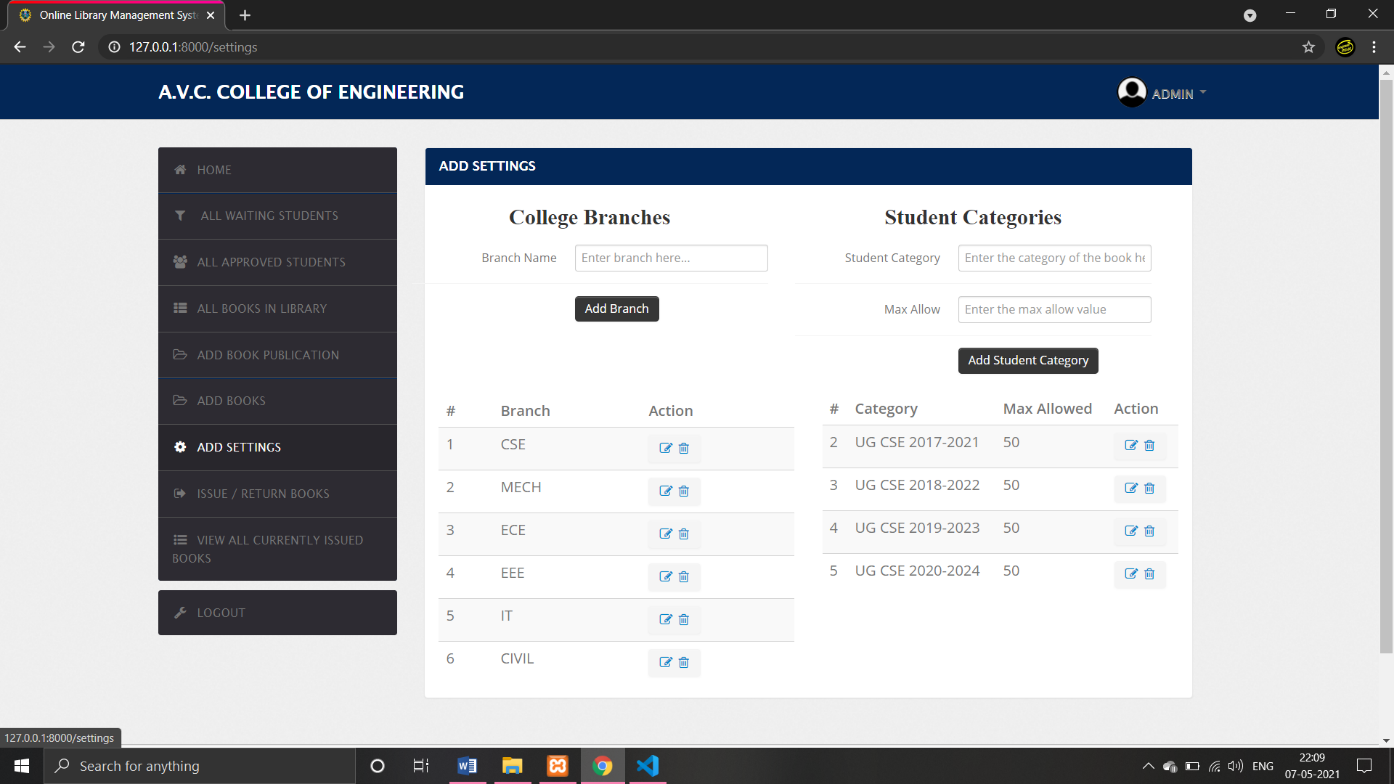 Online Library Management Syst
127.0.0.1:8000/settings
A.V.C. COLLEGE OF ENGINEERING
ADMIN
HOME
ALL WAITING STUDENTS
ALL APPROVED STUDENTS
ALL BOOKS IN LIBRARY
ADD BOOK PUBLICATION
ADD BOOKS
ADD SETTINGS
ISSUE / RETURN BOOKS
VIEW ALL CURRENTLY ISSUED
BOOKS
LOGOUT
ADD SETTINGS
College Branches
Branch Name Enter branch here...
Add Branch
# Branch Action
1 CSE
2 MECH
3 ECE
4 EEE
5 IT
6 CIVIL
Student Categories
Student Category Enter the category of the book he
Max Allow Enter the max allow value
Add Student Category
# Category Max Allowed Action
2 UG CSE 2017-2021 50
3 UG CSE 2018-2022 50
4 UG CSE 2019-2023 50
5 UG CSE 2020-2024 50
127.0.0.1:8000/settings
Search for anything
ENG
22:09
07-05-2021